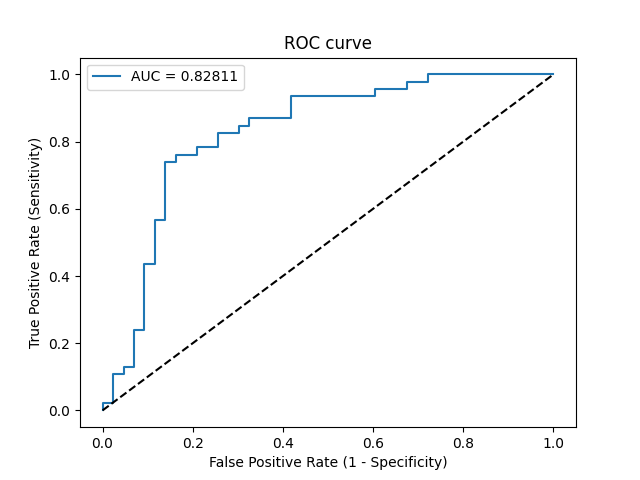 ROC curve
AUC = 0.82811
1.0
0.8
0.6
0.4
0.2
0.0
True Positive Rate (Sensitivity)
0.0 0.2 0.4 0.6 0.8 1.0
False Positive Rate (1 - Specificity)